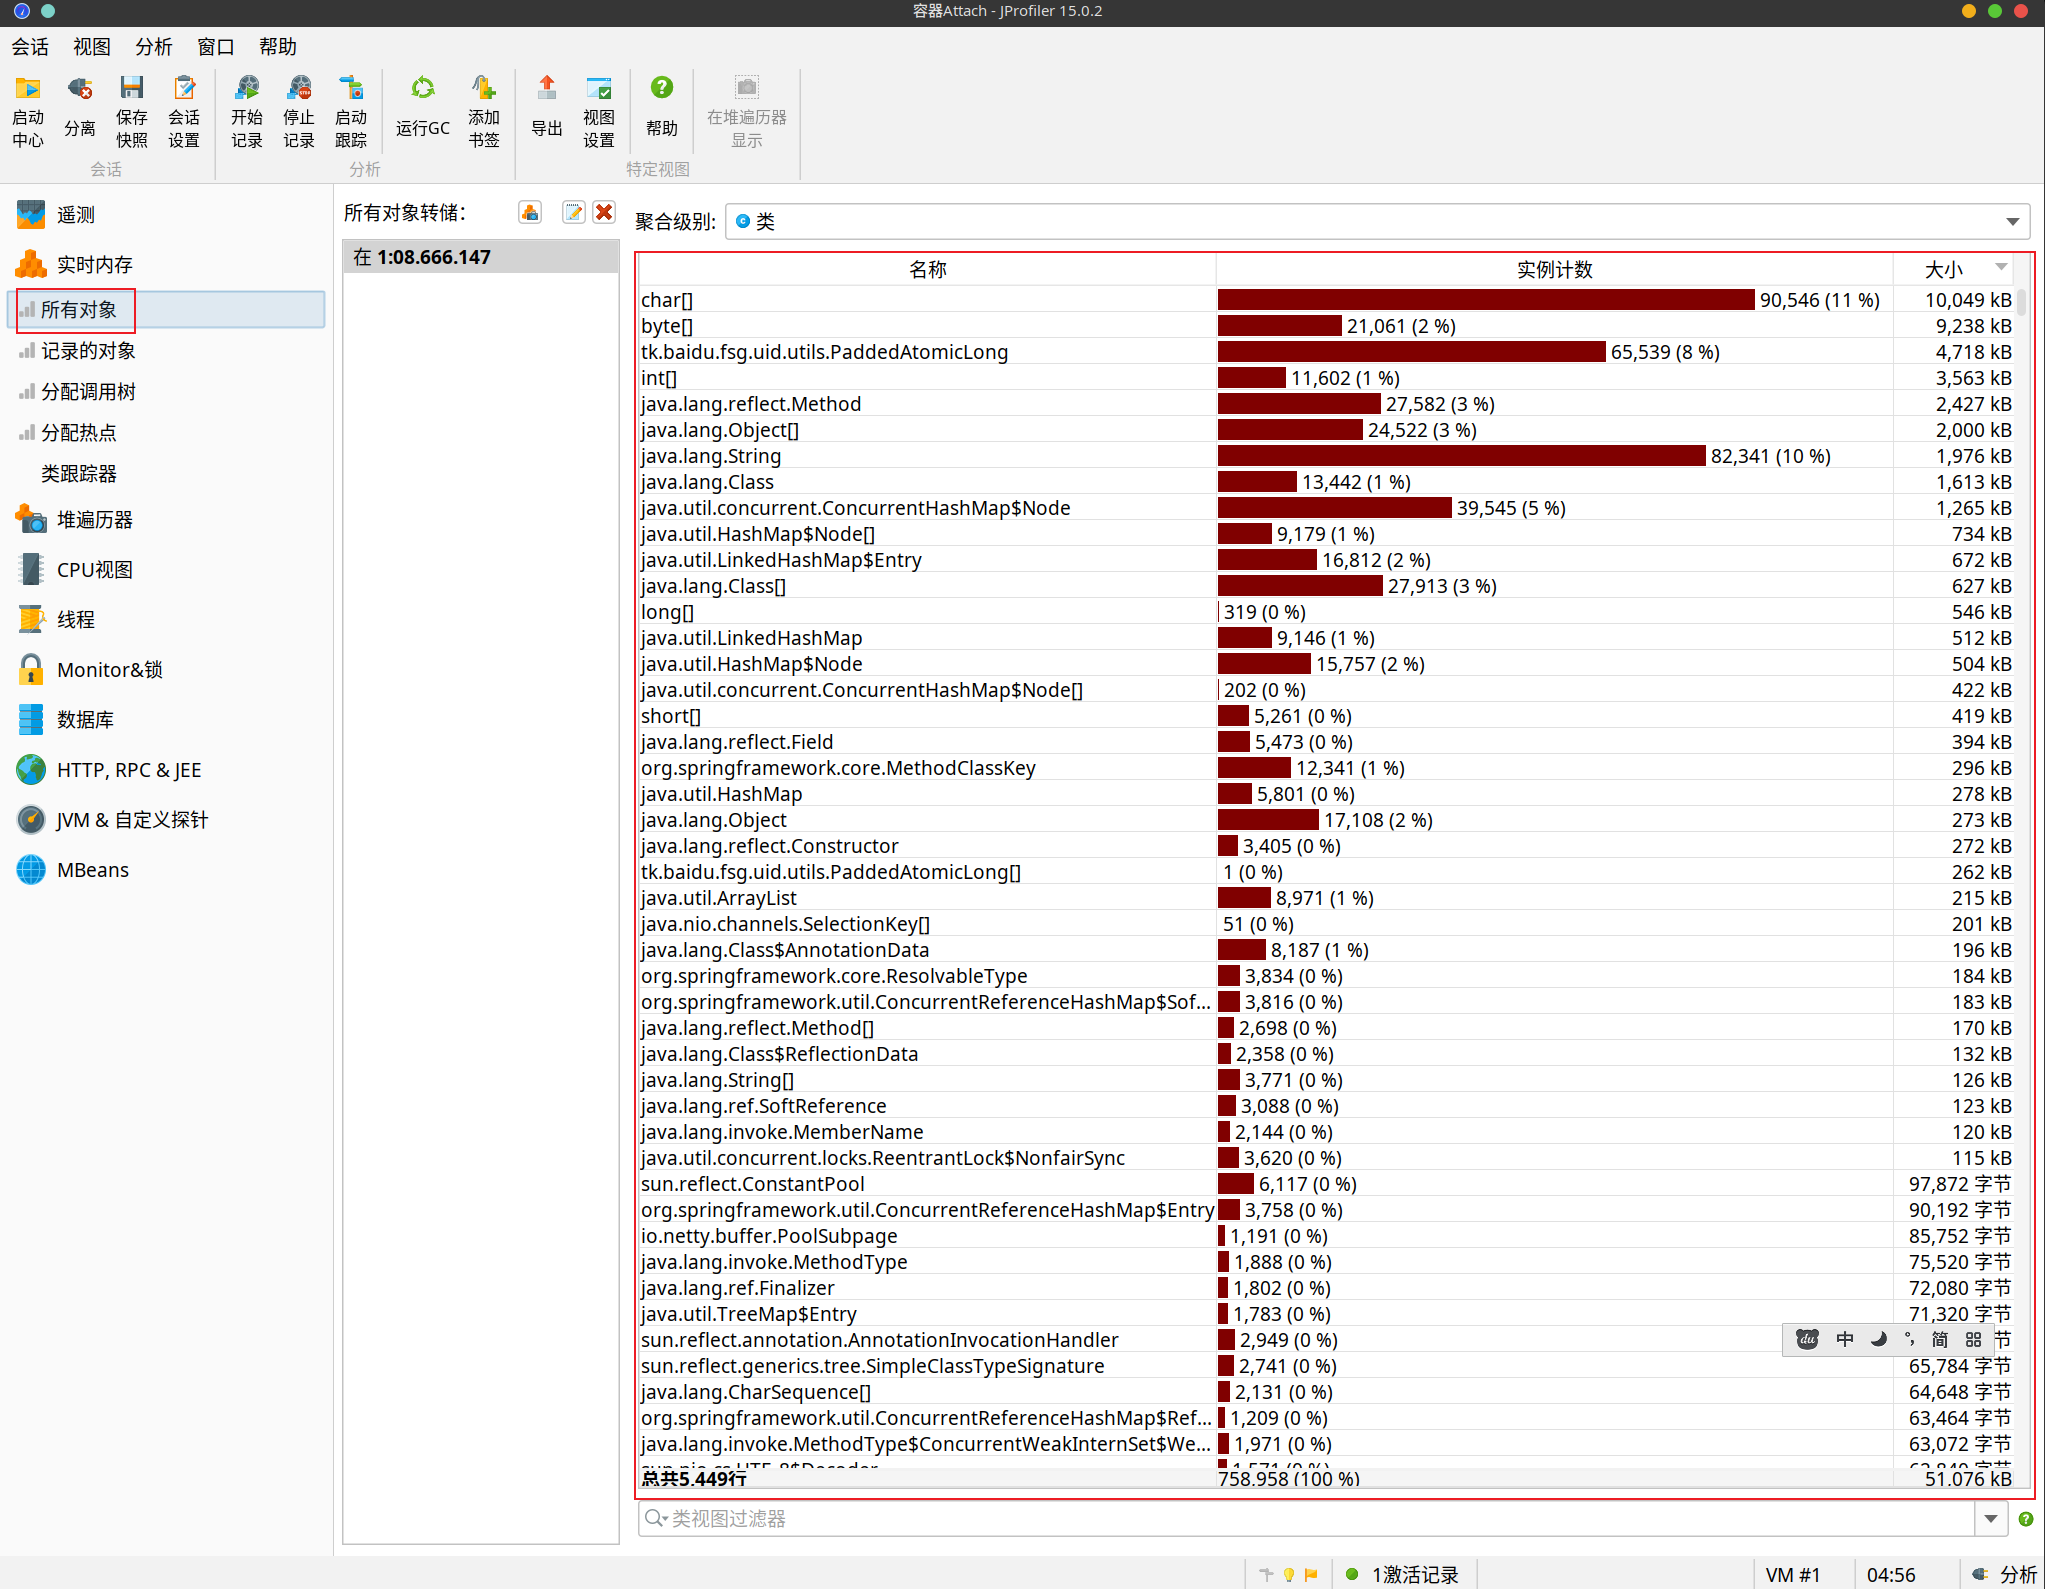 容器Attach - JProfiler 15.0.2
会话 视图 分析 窗口 帮助
启动中心 分离 保存快照 会话设置 开始记录 停止记录 启动跟踪 运行GC 添加书签 导出 视图设置 帮助 在堆遍历器显示
会话 分析 特定视图
遥测
实时内存
所有对象
记录的对象
分配调用树
分配热点
类跟踪器
堆遍历器
CPU视图
线程
Monitor&锁
数据库
HTTP, RPC & JEE
JVM & 自定义探针
MBeans
所有对象转储:
在 1:08.666.147
聚合级别: 类
名称 实例计数 大小
char[] 90,546 (11 %) 10,049 kB
byte[] 21,061 (2 %) 9,238 kB
tk.baidu.fsg.uid.utils.PaddedAtomicLong 65,539 (8 %) 4,718 kB
int[] 11,602 (1 %) 3,563 kB
java.lang.reflect.Method 27,582 (3 %) 2,427 kB
java.lang.Object[] 24,522 (3 %) 2,000 kB
java.lang.String 82,341 (10 %) 1,976 kB
java.lang.Class 13,442 (1 %) 1,613 kB
java.util.concurrent.ConcurrentHashMap$Node 39,545 (5 %) 1,265 kB
java.util.HashMap$Node[] 9,179 (1 %) 734 kB
java.util.LinkedHashMap$Entry 16,812 (2 %) 672 kB
java.lang.Class[] 27,913 (3 %) 627 kB
long[] 319 (0 %) 546 kB
java.util.LinkedHashMap 9,146 (1 %) 512 kB
java.util.HashMap$Node 15,757 (2 %) 504 kB
java.util.concurrent.ConcurrentHashMap$Node[] 202 (0 %) 422 kB
short[] 5,261 (0 %) 419 kB
java.lang.reflect.Field 5,473 (0 %) 394 kB
org.springframework.core.MethodClassKey 12,341 (1 %) 296 kB
java.util.HashMap 5,801 (0 %) 278 kB
java.lang.Object 17,108 (2 %) 273 kB
java.lang.reflect.Constructor 3,405 (0 %) 272 kB
tk.baidu.fsg.uid.utils.PaddedAtomicLong[] 1 (0 %) 262 kB
java.util.ArrayList 8,971 (1 %) 215 kB
java.nio.channels.SelectionKey[] 51 (0 %) 201 kB
java.lang.Class$AnnotationData 8,187 (1 %) 196 kB
org.springframework.core.ResolvableType 3,834 (0 %) 184 kB
org.springframework.util.ConcurrentReferenceHashMap$Sof... 3,816 (0 %) 183 kB
java.lang.reflect.Method[] 2,698 (0 %) 170 kB
java.lang.Class$ReflectionData 2,358 (0 %) 132 kB
java.lang.String[] 3,771 (0 %) 126 kB
java.lang.ref.SoftReference 3,088 (0 %) 123 kB
java.lang.invoke.MemberName 2,144 (0 %) 120 kB
java.util.concurrent.locks.ReentrantLock$NonfairSync 3,620 (0 %) 115 kB
sun.reflect.ConstantPool 6,117 (0 %) 97,872 字节
org.springframework.util.ConcurrentReferenceHashMap$Entry 3,758 (0 %) 90,192 字节
io.netty.buffer.PoolSubpage 1,191 (0 %) 85,752 字节
java.lang.invoke.MethodType 1,888 (0 %) 75,520 字节
java.lang.ref.Finalizer 1,802 (0 %) 72,080 字节
java.util.TreeMap$Entry 1,783 (0 %) 71,320 字节
sun.reflect.annotation.AnnotationInvocationHandler 2,949 (0 %) 节
du 中 °, 简
sun.reflect.generics.tree.SimpleClassTypeSignature 2,741 (0 %) 65,784 字节
java.lang.CharSequence[] 2,131 (0 %) 64,648 字节
org.springframework.util.ConcurrentReferenceHashMap$Ref... 1,209 (0 %) 63,464 字节
java.lang.invoke.MethodType$ConcurrentWeakInternSet$We... 1,971 (0 %) 63,072 字节
总共5,449行 758,958 (100 %) 51,076 kB
类视图过滤器
1激活记录 VM #1 04:56 分析